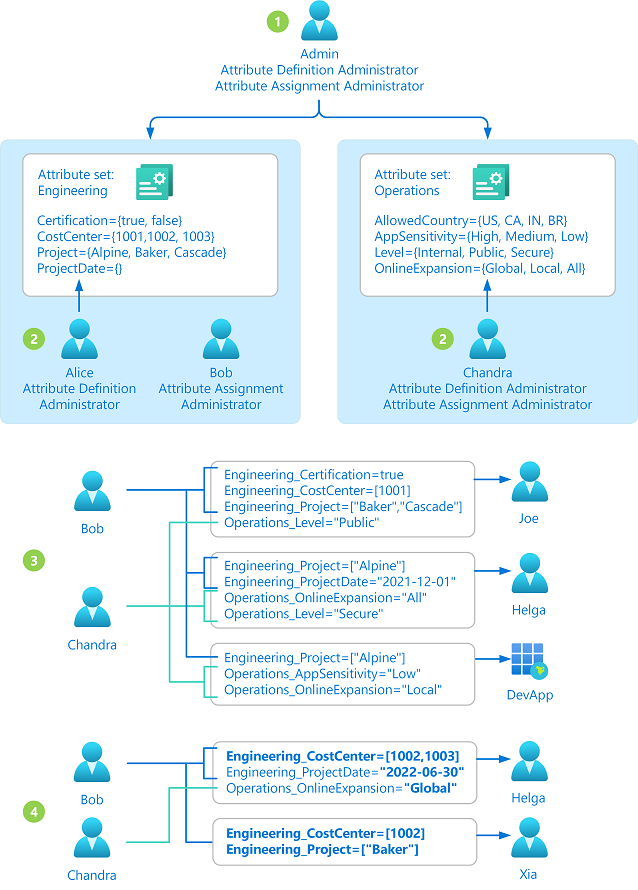 1
Admin
Attribute Definition Administrator
Attribute Assignment Administrator
Attribute set:
Engineering
Certification={true, false}
CostCenter={1001,1002, 1003}
Project={Alpine, Baker, Cascade}
ProjectDate={}
Attribute set:
Operations
AllowedCountry={US, CA, IN, BR}
AppSensitivity={High, Medium, Low}
Level={Internal, Public, Secure}
OnlineExpansion={Global, Local, All}
2
Alice
Attribute Definition
Administrator
Bob
Attribute Assignment
Administrator
2
Chandra
Attribute Definition Administrator
Attribute Assignment Administrator
3
Bob
Chandra
Engineering_Certification=true
Engineering_CostCenter=[1001]
Engineering_Project=["Baker","Cascade"]
Operations_Level="Public"
Joe
Engineering_Project=["Alpine"]
Engineering_ProjectDate="2021-12-01"
Operations_OnlineExpansion="All"
Operations_Level="Secure"
Helga
Engineering_Project=["Alpine"]
Operations_AppSensitivity="Low"
Operations_OnlineExpansion="Local"
DevApp
4
Bob
Chandra
Engineering_CostCenter=[1002,1003]
Engineering_ProjectDate="2022-06-30"
Operations_OnlineExpansion="Global"
Helga
Engineering_CostCenter=[1002]
Engineering_Project=["Baker"]
Xia